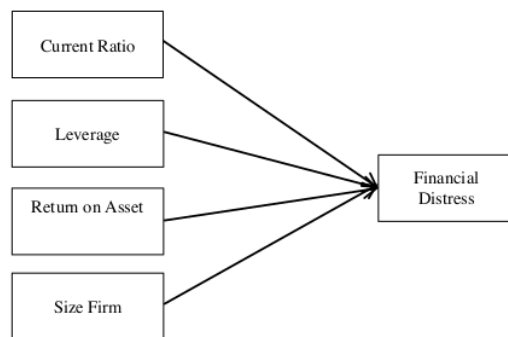 Current Ratio
Leverage
Return on Asset
Size Firm
Financial
Distress